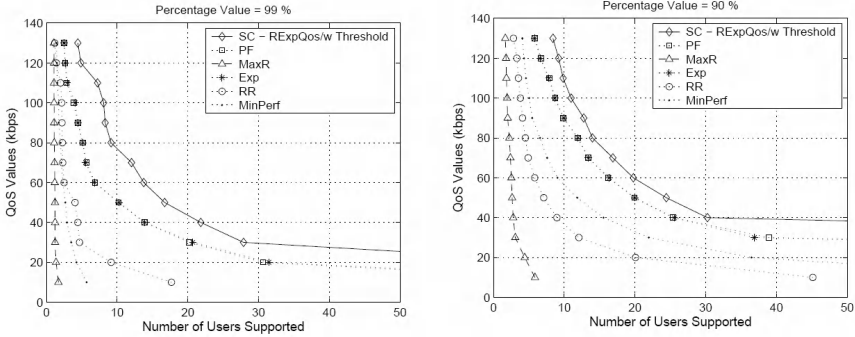 Percentage Value = 99 %
SC − RExpQos/w Threshold
PF
MaxR
Exp
RR
MinPerf
QoS Values (kbps)
140
120
100
80
60
40
20
0
0 10 20 30 40 50
Number of Users Supported
Percentage Value = 90 %
SC − RExpQos/w Threshold
PF
MaxR
Exp
RR
MinPerf
QoS Values (kbps)
140
120
100
80
60
40
20
0
0 10 20 30 40 50
Number of Users Supported